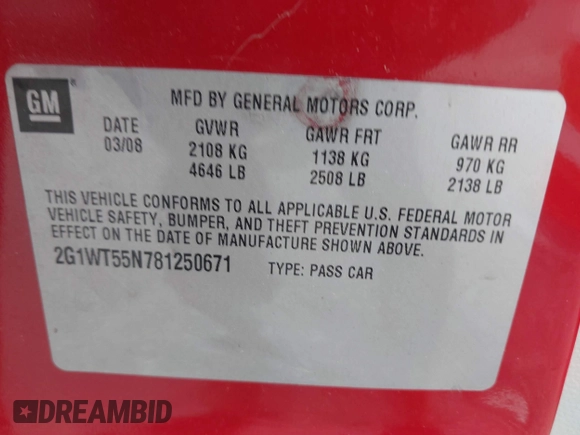 GM
MFD BY GENERAL MOTORS CORP.
DATE GVWR GAWR FRT GAWR RR
03/08 2108 KG 1138 KG 970 KG
4646 LB 2508 LB 2138 LB
THIS VEHICLE CONFORMS TO ALL APPLICABLE U.S. FEDERAL MOTOR
VEHICLE SAFETY, BUMPER, AND THEFT PREVENTION STANDARDS IN
EFFECT ON THE DATE OF MANUFACTURE SHOWN ABOVE.
2G1WT55N781250671 TYPE: PASS CAR
DREAMBID